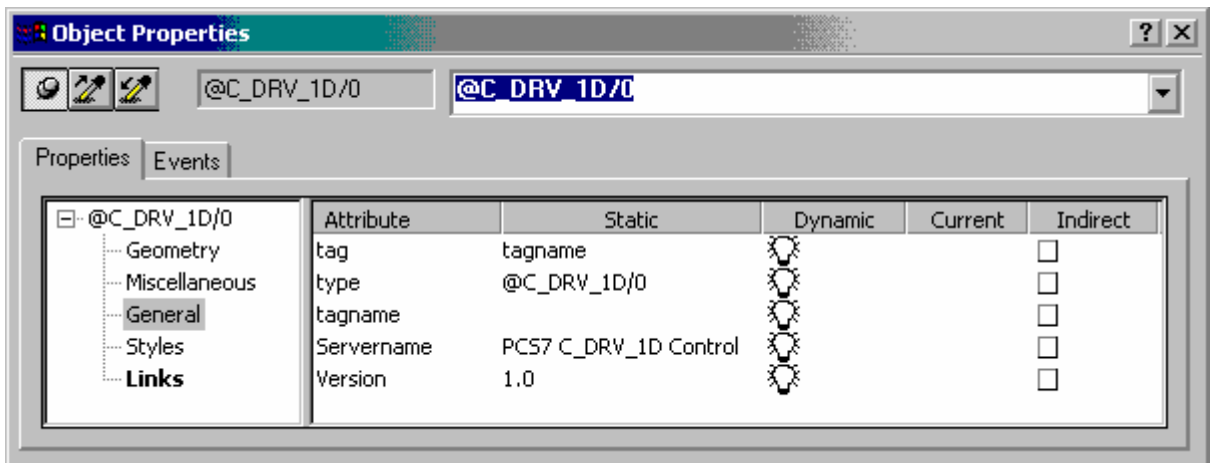 Object Properties
@C_DRV_1D/0 @C_DRV_1D/0
Properties Events
@C_DRV_1D/0 Attribute Static Dynamic Current Indirect
Geometry tag tagname
Miscellaneous type @C_DRV_1D/0
General tagname
Styles Servername PCS7 C_DRV_1D Control
Links Version 1.0